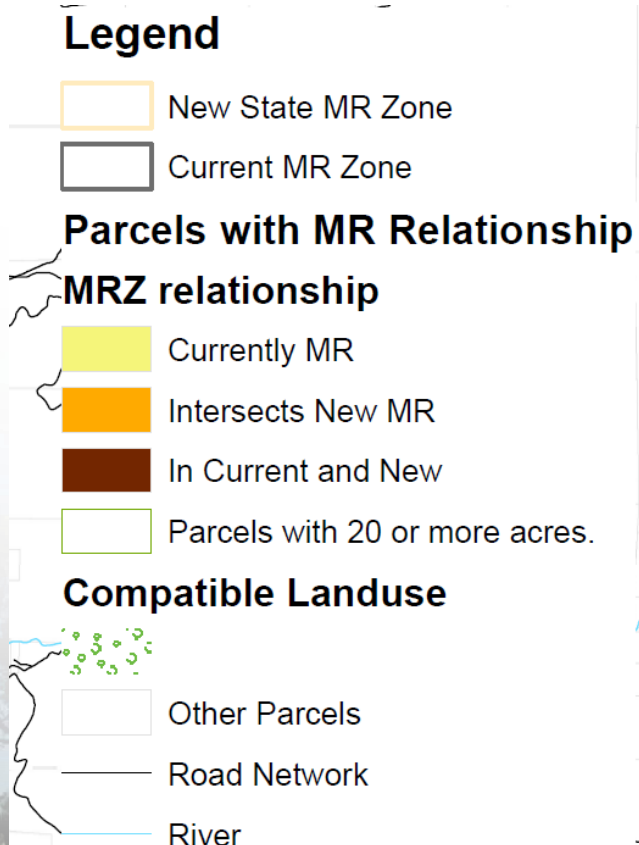 Legend
New State MR Zone
Current MR Zone
Parcels with MR Relationship
MRZ relationship
Currently MR
Intersects New MR
In Current and New
Parcels with 20 or more acres.
Compatible Landuse
Other Parcels
Road Network
River